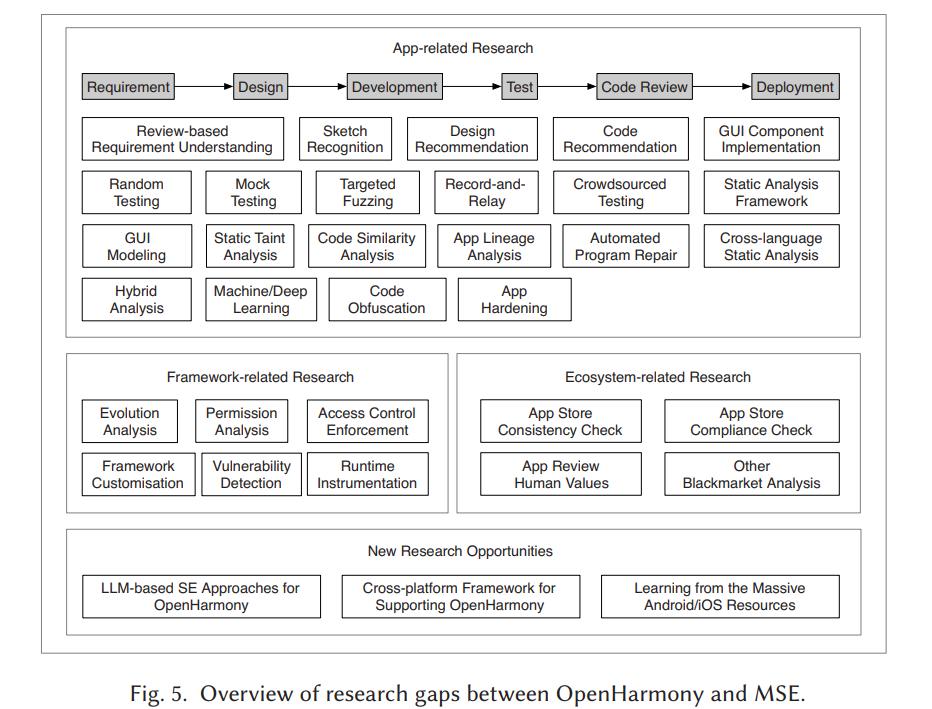 App-related Research
Requirement
Design
Development
Test
Code Review
Deployment
Review-based
Requirement Understanding
Sketch
Recognition
Design
Recommendation
Code
Recommendation
GUI Component
Implementation
Random
Testing
Mock
Testing
Targeted
Fuzzing
Record-and-
Relay
Crowdsourced
Testing
Static Analysis
Framework
GUI
Modeling
Static Taint
Analysis
Code Similarity
Analysis
App Lineage
Analysis
Automated
Program Repair
Cross-language
Static Analysis
Hybrid
Analysis
Machine/Deep
Learning
Code
Obfuscation
App
Hardening
Framework-related Research
Evolution
Analysis
Permission
Analysis
Access Control
Enforcement
Framework
Customisation
Vulnerability
Detection
Runtime
Instrumentation
Ecosystem-related Research
App Store
Consistency Check
App Store
Compliance Check
App Review
Human Values
Other
Blackmarket Analysis
New Research Opportunities
LLM-based SE Approaches for
OpenHarmony
Cross-platform Framework for
Supporting OpenHarmony
Learning from the Massive
Android/iOS Resources
Fig. 5. Overview of research gaps between OpenHarmony and MSE.